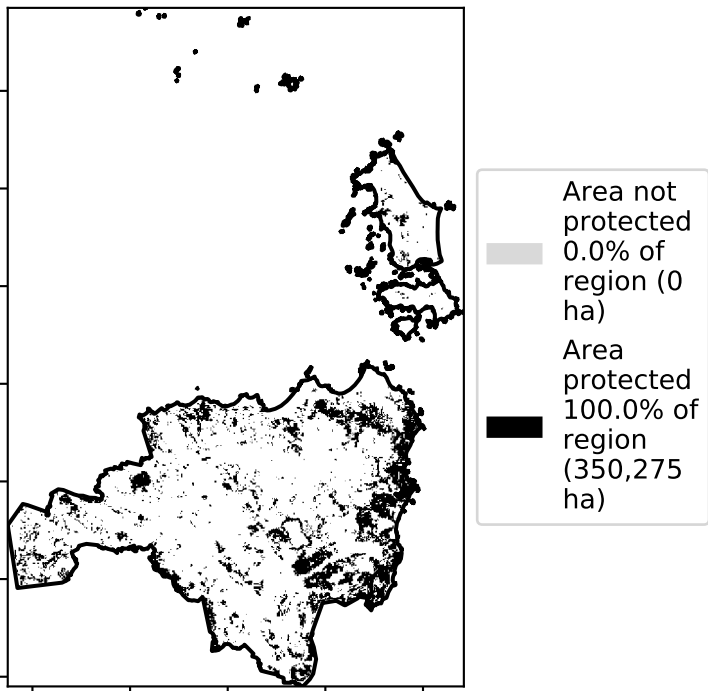 Area not
protected
0.0% of
region (0
ha)
Area
protected
100.0% of
region
(350,275
ha)